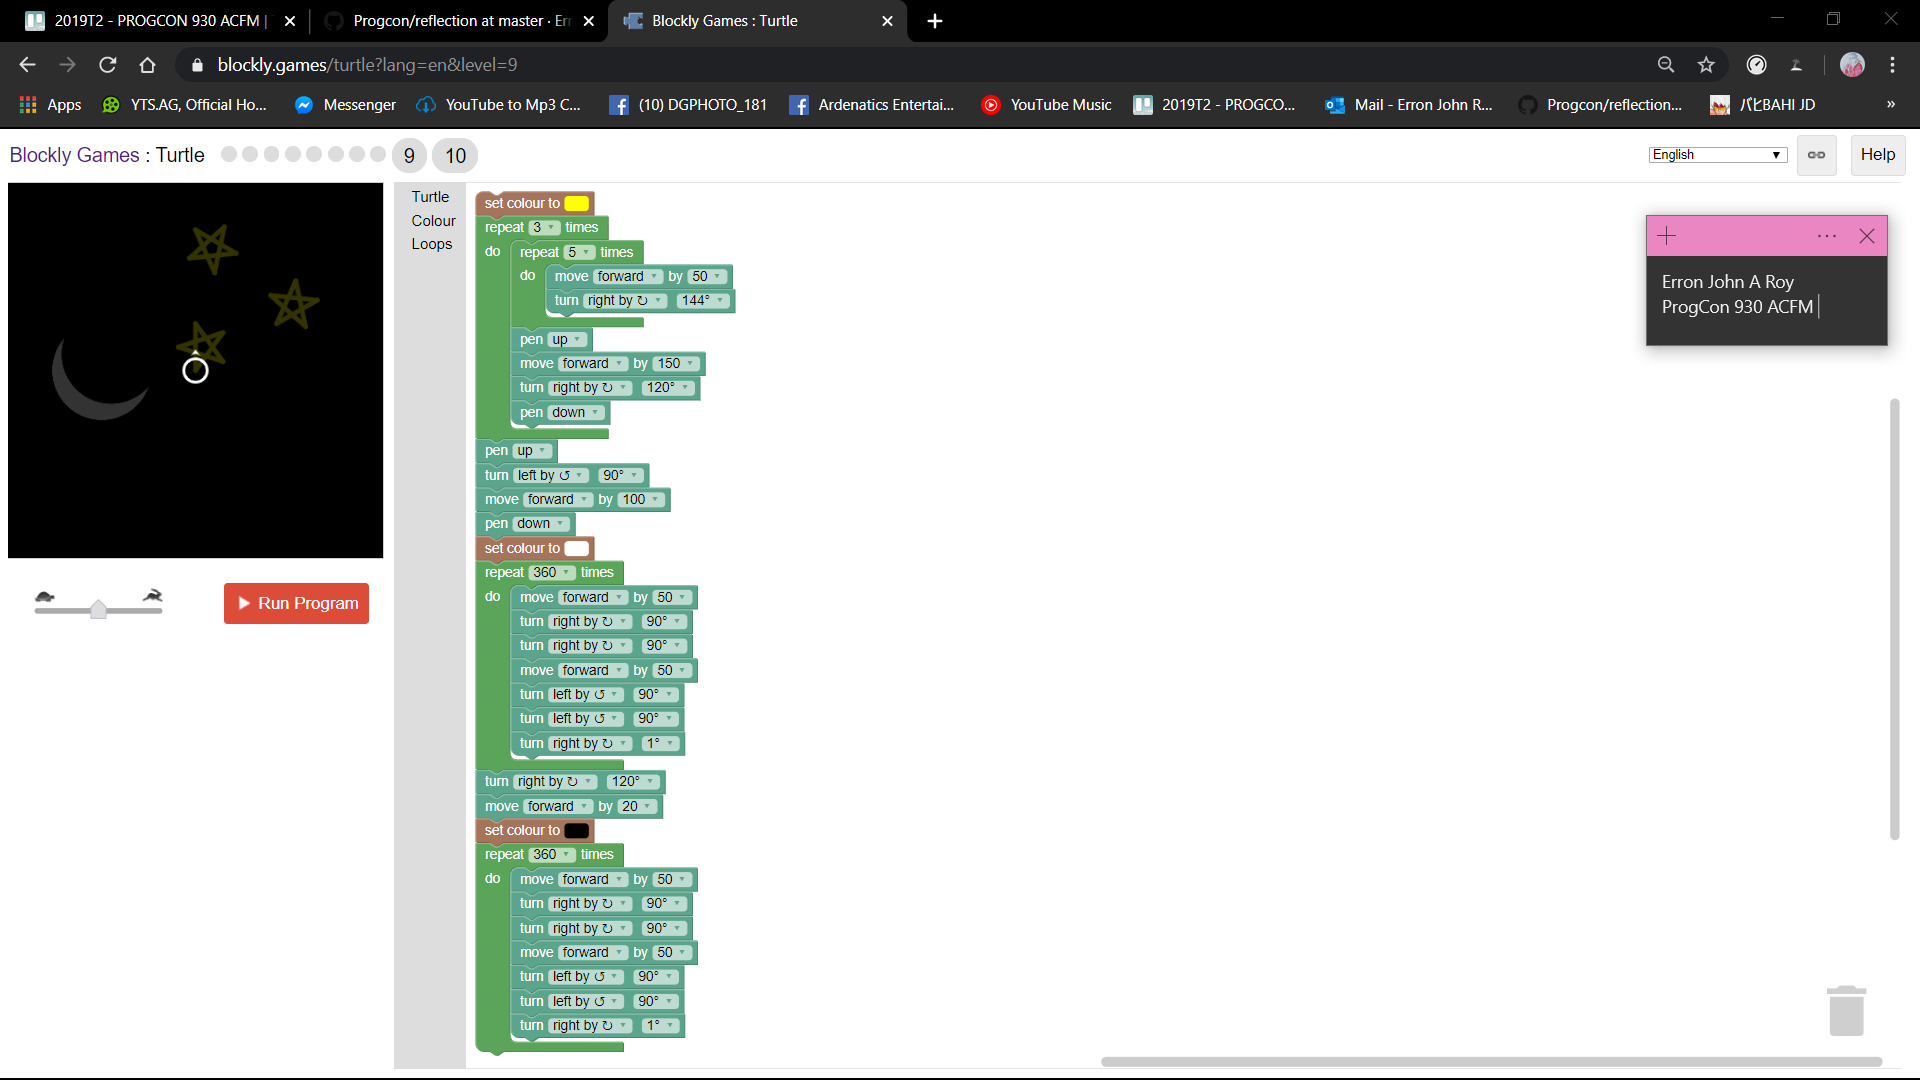 2019T2 - PROGCON 930 ACFM |
Progcon/reflection at master · Er
Blockly Games : Turtle
blockly.games/turtle?lang=en&level=9
Apps
YTS.AG, Official Ho...
Messenger
YouTube to Mp3 C...
(10) DGPHOTO_181
Ardenatics Entertai...
YouTube Music
2019T2 - PROGCO...
Mail - Erron John R...
Progcon/reflection...
パヒBAHI JD
»
Blockly Games : Turtle
9
10
English
Help
Turtle
Colour
Loops
set colour to
repeat 3 times
do repeat 5 times
do move forward by 50
turn right by ↻ 144°
pen up
move forward by 150
turn right by ↻ 120°
pen down
pen up
turn left by ↺ 90°
move forward by 100
pen down
set colour to
repeat 360 times
do move forward by 50
turn right by ↻ 90°
turn right by ↻ 90°
move forward by 50
turn left by ↺ 90°
turn left by ↺ 90°
turn right by ↻ 1°
turn right by ↻ 120°
move forward by 20
set colour to
repeat 360 times
do move forward by 50
turn right by ↻ 90°
turn right by ↻ 90°
move forward by 50
turn left by ↺ 90°
turn left by ↺ 90°
turn right by ↻ 1°
Run Program
Erron John A Roy
ProgCon 930 ACFM